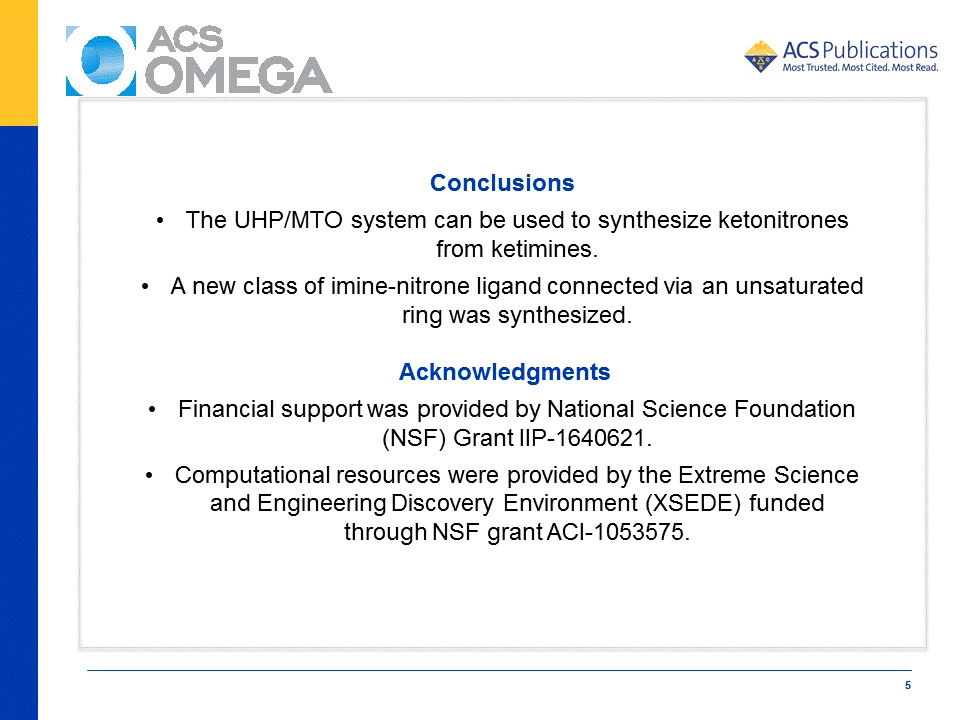 ACS
OMEGA
ACS Publications
Most Trusted. Most Cited. Most Read.
Conclusions
• The UHP/MTO system can be used to synthesize ketonitrones
from ketimines.
• A new class of imine-nitrone ligand connected via an unsaturated
ring was synthesized.
Acknowledgments
• Financial support was provided by National Science Foundation
(NSF) Grant IIP-1640621.
• Computational resources were provided by the Extreme Science
and Engineering Discovery Environment (XSEDE) funded
through NSF grant ACI-1053575.
5